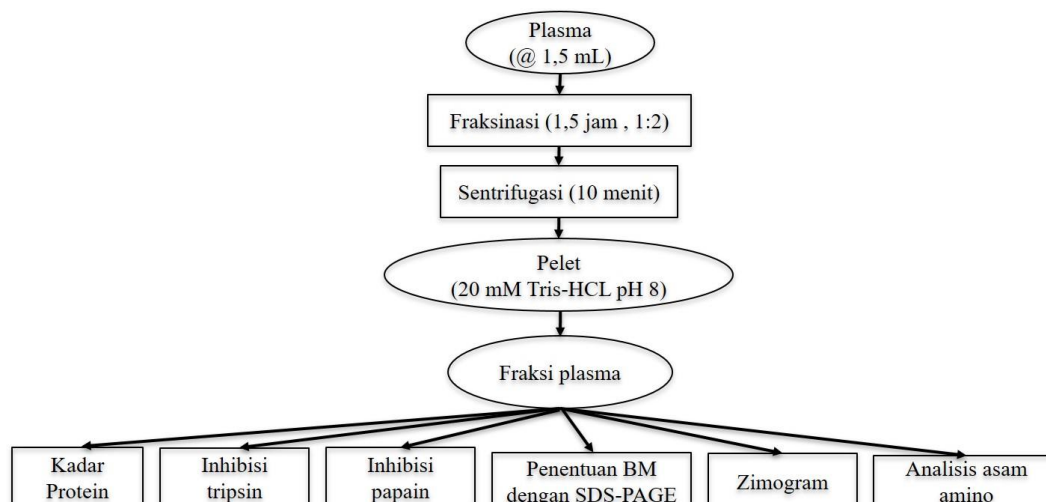 Plasma
(@ 1,5 mL)
Fraksinasi (1,5 jam , 1:2)
Sentrifugasi (10 menit)
Pelet
(20 mM Tris-HCL pH 8)
Fraksi plasma
Kadar
Protein
Inhibisi
tripsin
Inhibisi
papain
Penentuan BM
dengan SDS-PAGE
Zimogram
Analisis asam
amino